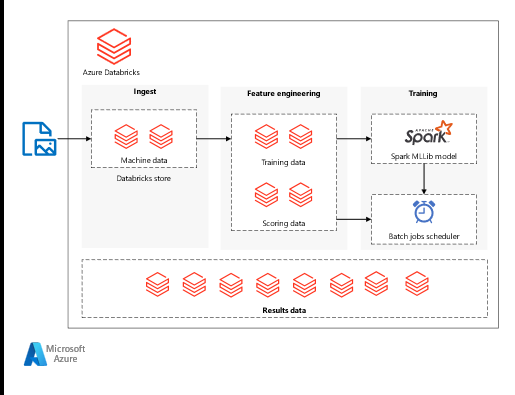 Azure Databricks
Ingest
Feature engineering
Training
Machine data
Databricks store
Training data
Scoring data
APACHE
Spark
Spark MLLib model
Batch jobs scheduler
Results data
Microsoft
Azure